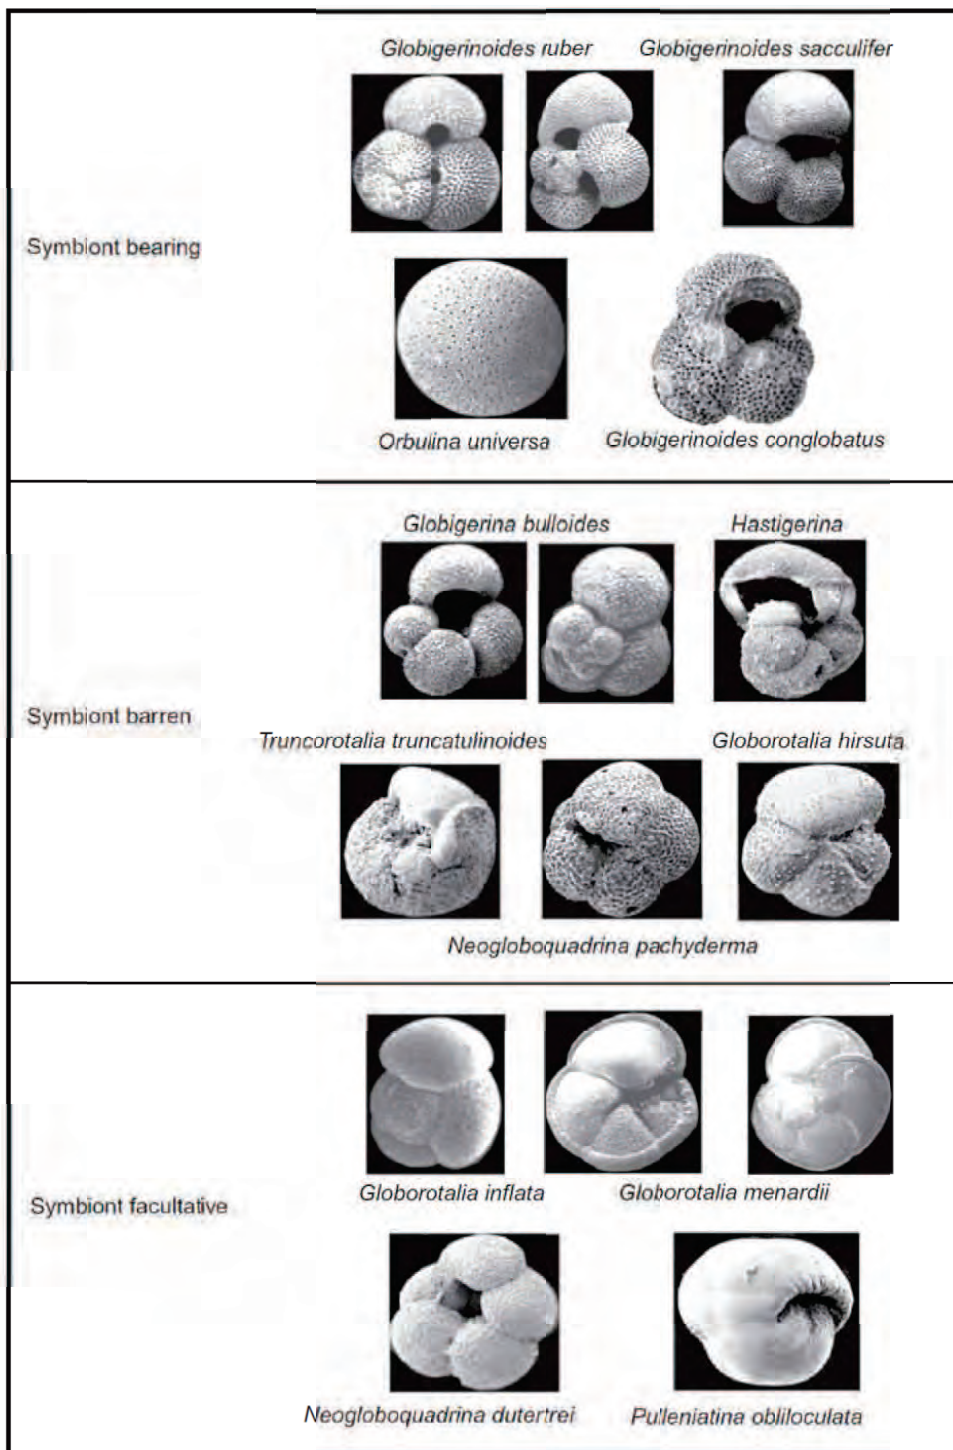 Globigerinoides ruber
Globigerinoides sacculifer
Symbiont bearing
Orbulina universa
Globigerinoides conglobatus
Globigerina bulloides
Hastigerina
Symbiont barren
Truncorotalia truncatulinoides
Globorotalia hirsuta
Neogloboquadrina pachyderma
Globorotalia inflata
Globorotalia menardii
Symbiont facultative
Neogloboquadrina dutertrei
Pulleniatina obliloculata